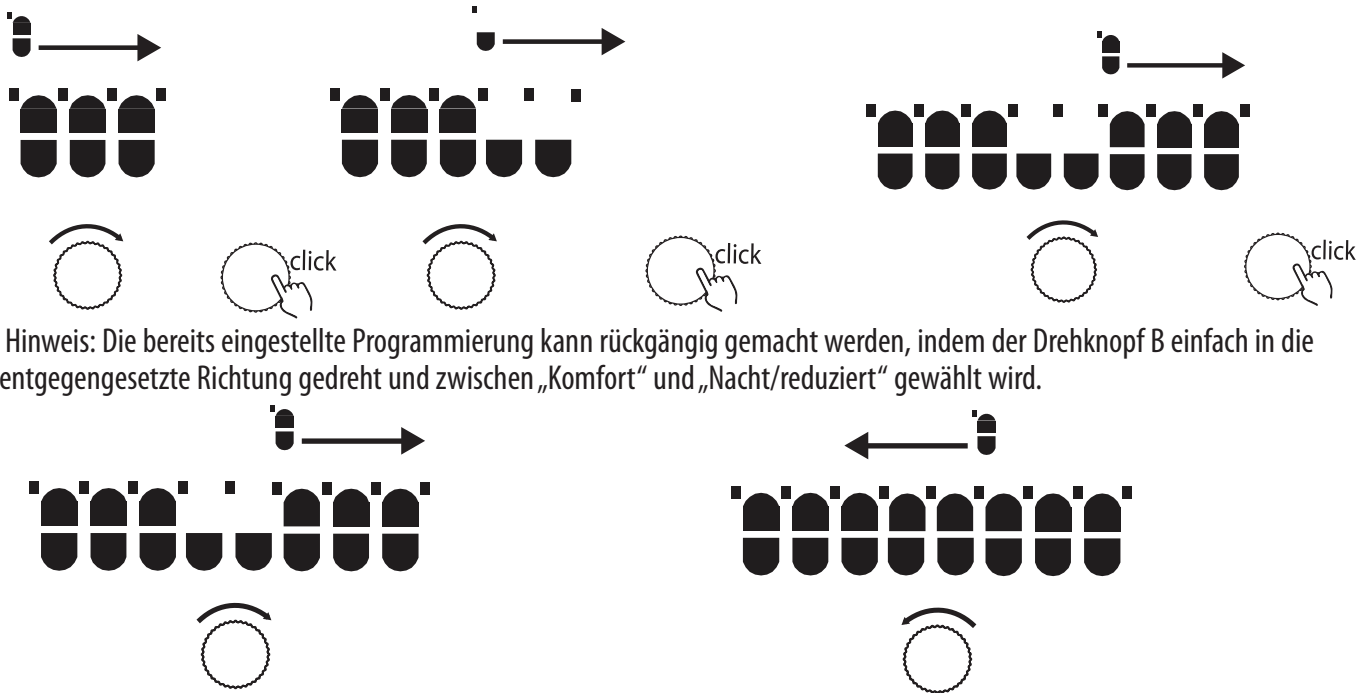 click
click
click
Hinweis: Die bereits eingestellte Programmierung kann rückgängig gemacht werden, indem der Drehknopf B einfach in die
entgegengesetzte Richtung gedreht und zwischen „Komfort“ und „Nacht/reduziert“ gewählt wird.